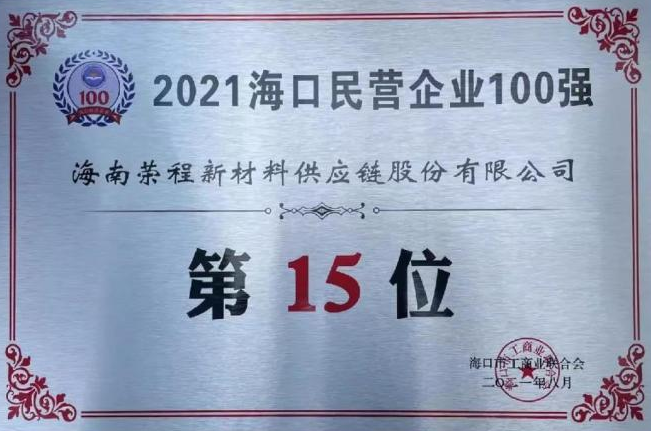 100
2021海口民营企业100强
海南荣程新材料供应链股份有限公司
第 15 位
海口市工商业联合会
二〇二一年八月